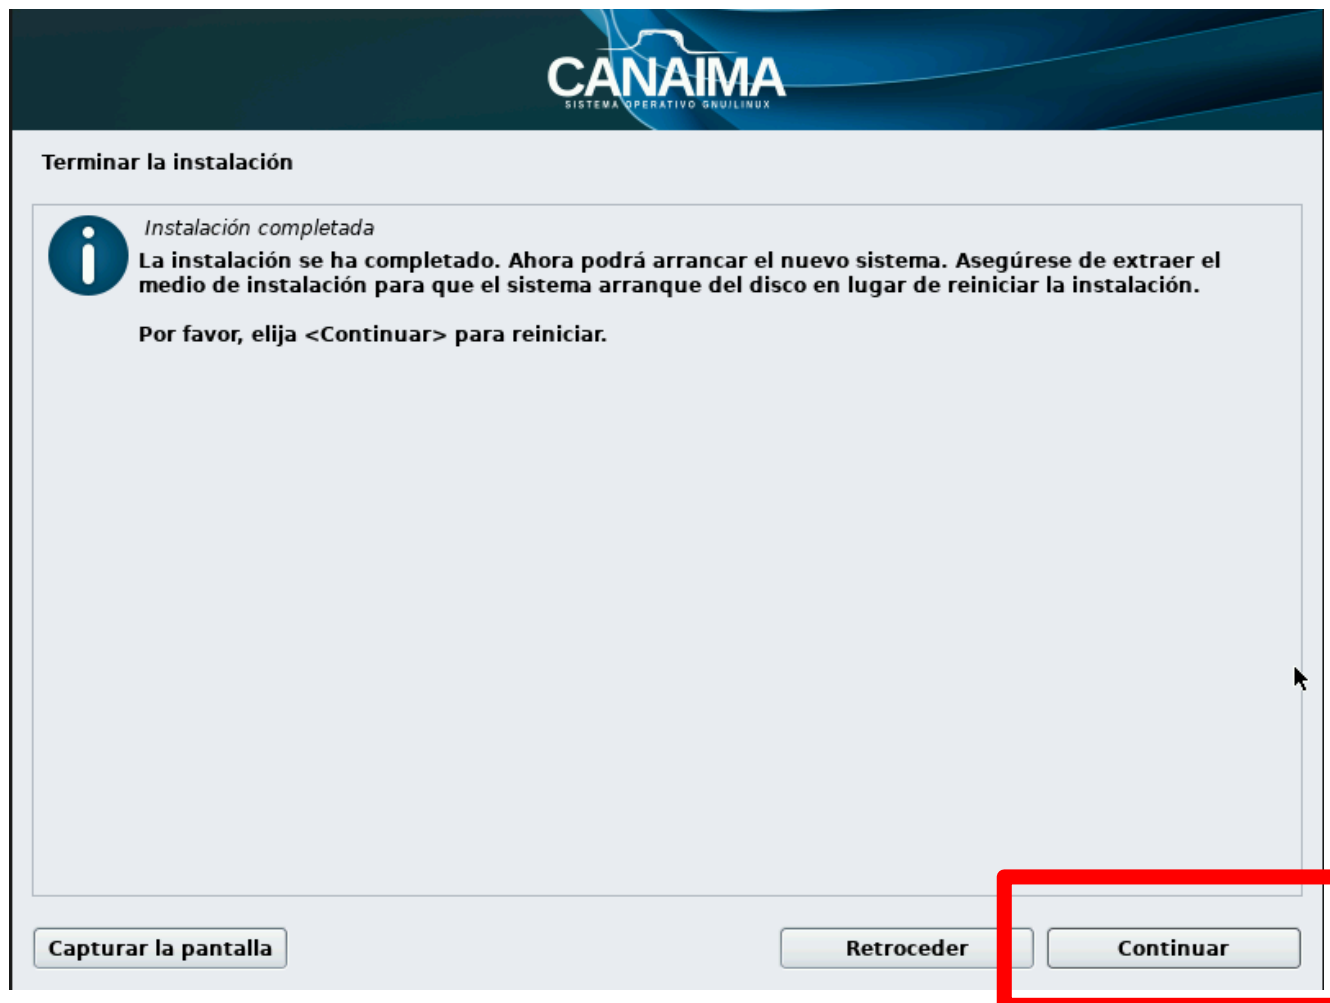 CANAIMA
SISTEMA OPERATIVO GNU/LINUX
Terminar la instalación
Instalación completada
La instalación se ha completado. Ahora podrá arrancar el nuevo sistema. Asegúrese de extraer el
medio de instalación para que el sistema arranque del disco en lugar de reiniciar la instalación.
Por favor, elija <Continuar> para reiniciar.
Capturar la pantalla
Retroceder
Continuar